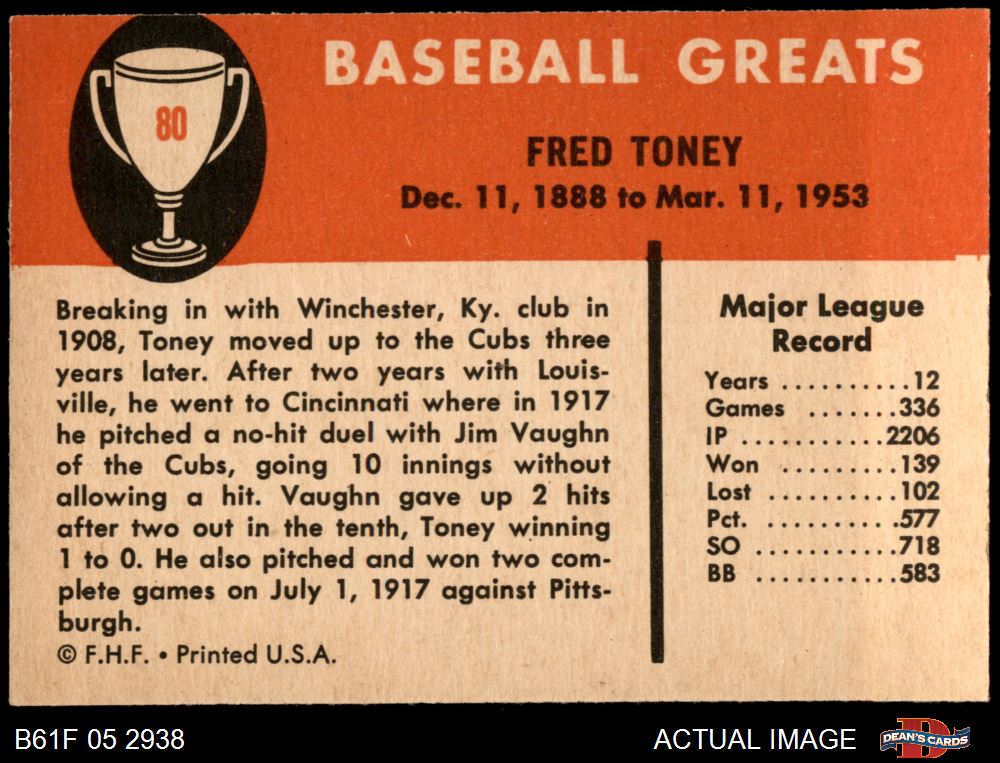 80
BASEBALL GREATS
FRED TONEY
Dec. 11, 1888 to Mar. 11, 1953
Breaking in with Winchester, Ky. club in
1908, Toney moved up to the Cubs three
years later. After two years with Louis-
ville, he went to Cincinnati where in 1917
he pitched a no-hit duel with Jim Vaughn
of the Cubs, going 10 innings without
allowing a hit. Vaughn gave up 2 hits
after two out in the tenth, Toney winning
1 to 0. He also pitched and won two com-
plete games on July 1, 1917 against Pitts-
burgh.
© F.H.F. • Printed U.S.A.
Major League
Record
Years ..........12
Games .......336
IP ...........2206
Won .........139
Lost ..........102
Pct. ..........577
SO ...........718
BB ...........583
B61F 05 2938
ACTUAL IMAGE
D
DEAN'S CARDS